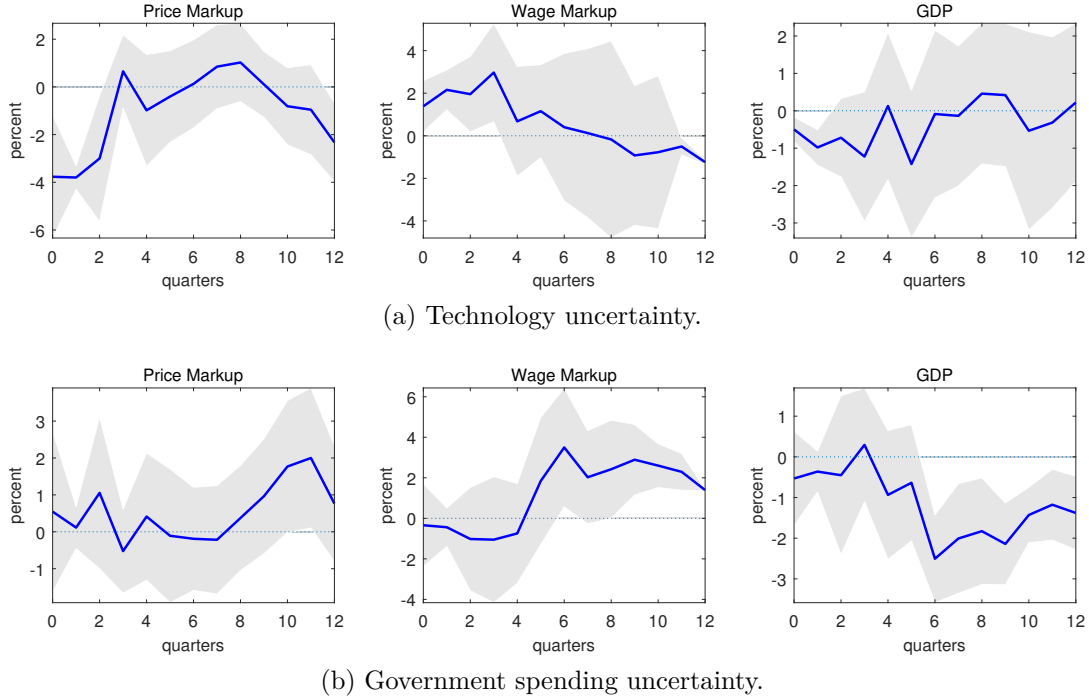 Price Markup
Wage Markup
GDP
percent
2
0
-2
-4
-6
0 2 4 6 8 10 12
quarters
percent
4
2
0
-2
-4
0 2 4 6 8 10 12
quarters
percent
2
1
0
-1
-2
-3
0 2 4 6 8 10 12
quarters
(a) Technology uncertainty.
Price Markup
Wage Markup
GDP
percent
3
2
1
0
-1
0 2 4 6 8 10 12
quarters
percent
6
4
2
0
-2
-4
0 2 4 6 8 10 12
quarters
percent
1
0
-1
-2
-3
0 2 4 6 8 10 12
quarters
(b) Government spending uncertainty.